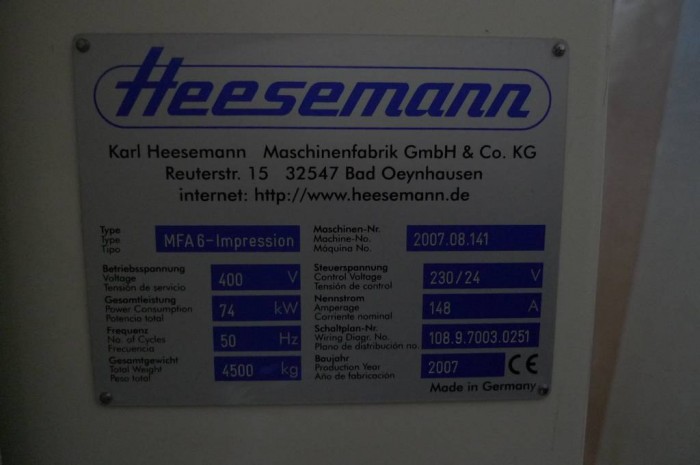 Heesemann
Karl Heesemann Maschinenfabrik GmbH & Co. KG
Reuterstr. 15 32547 Bad Oeynhausen
internet: http://www.heesemann.de
Type
Type
Tipo
MFA 6-Impression
Maschinen-Nr.
Machine-No.
Máquina No.
2007.08.141
Betriebsspannung
Voltage
Tensión de servicio
400 V
Steuerspannung
Control Voltage
Tensión de control
230/24 V
Gesamtleistung
Power Consumption
Potencia total
74 kW
Nennstrom
Amperage
Corriente nominal
148 A
Frequenz
No. of Cycles
Frecuencia
50 Hz
Schaltplan-Nr.
Wiring Diagr. No.
Plano de distribución no.
108.9.7003.0251
Gesamtgewicht
Total Weight
Peso total
4500 kg
Baujahr
Production Year
Año de fabricación
2007 CE
Made in Germany